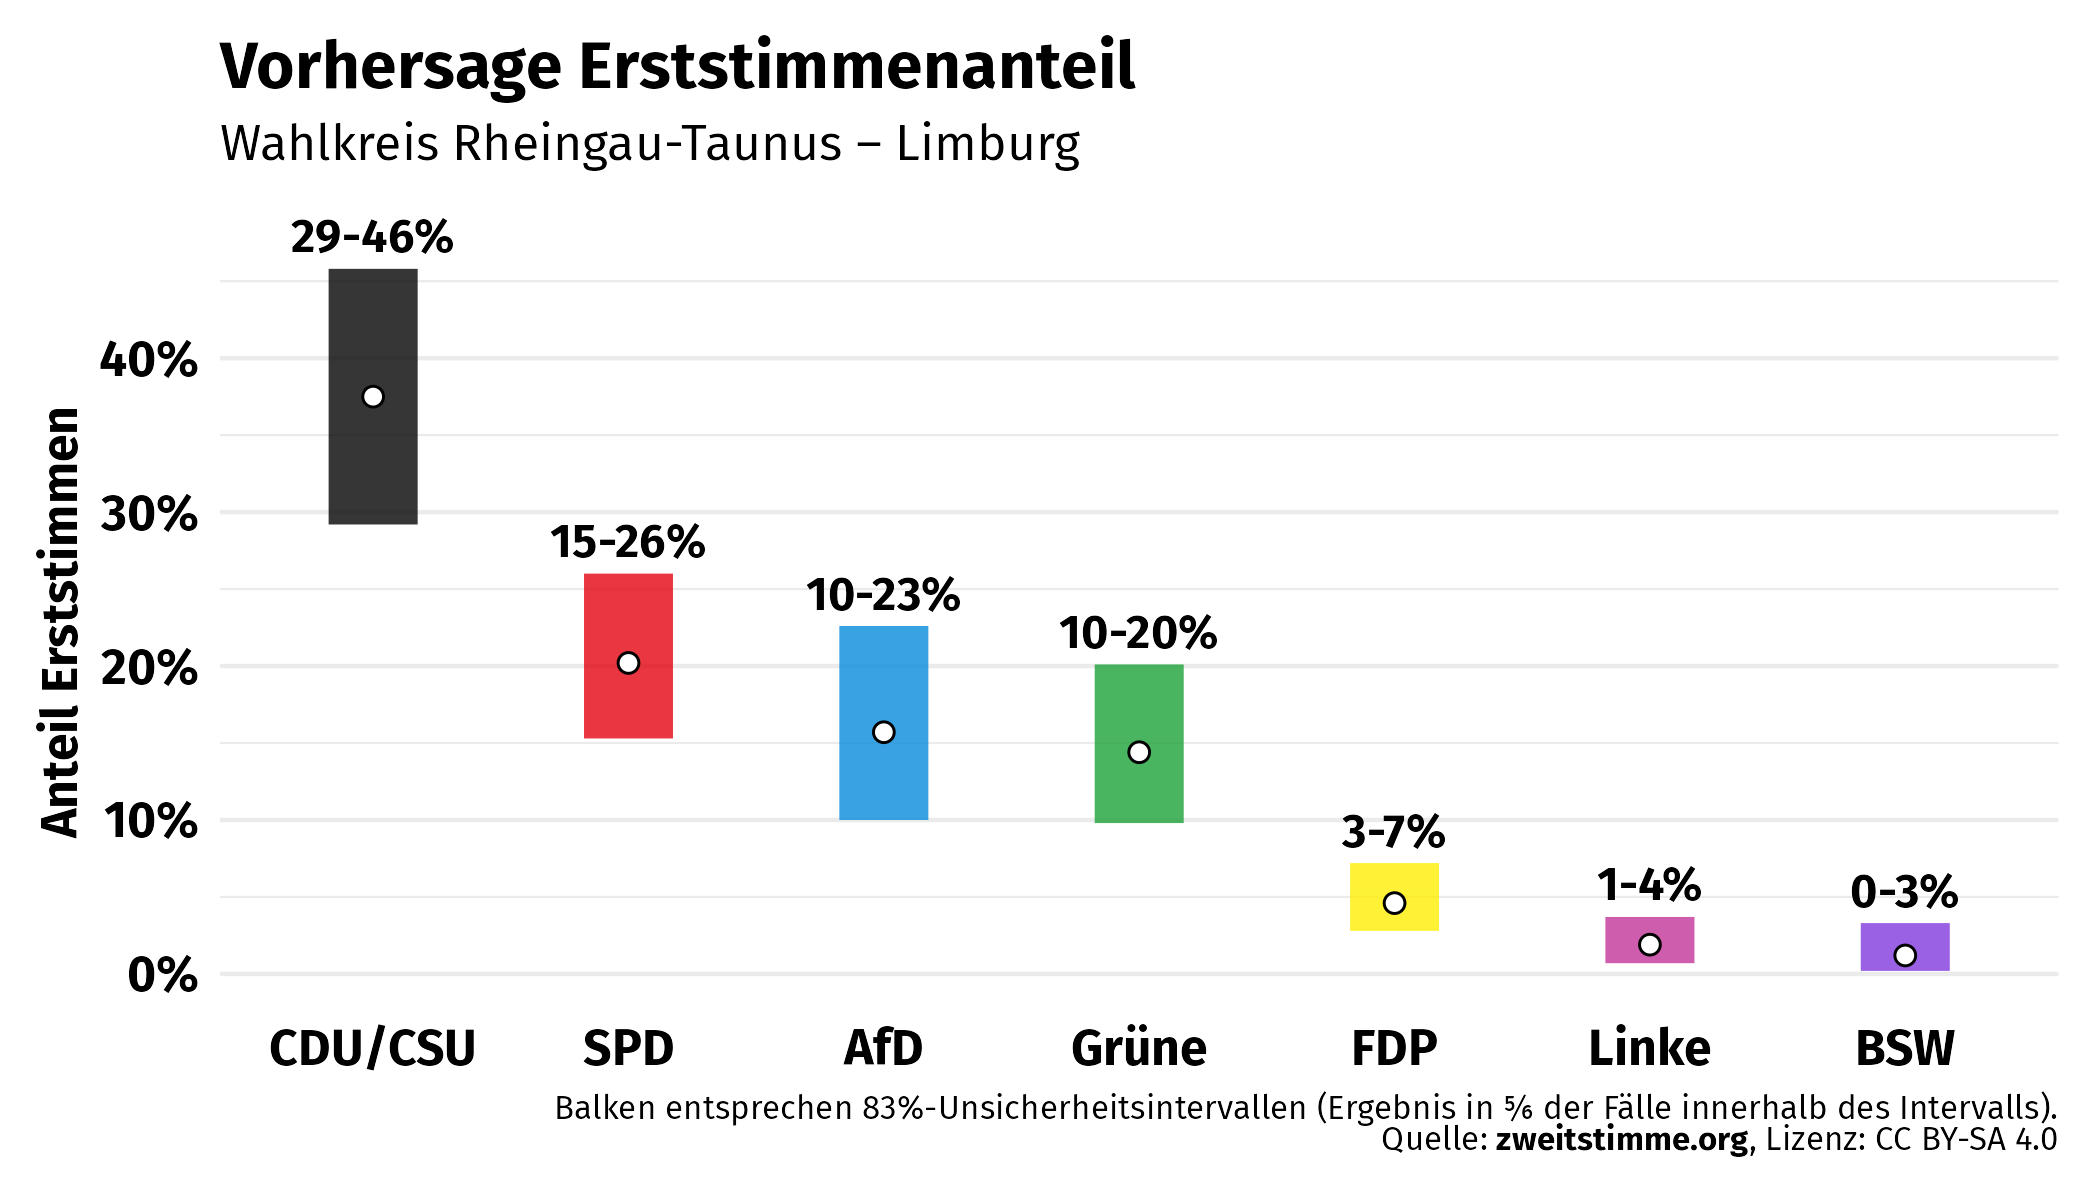 Vorhersage Erststimmenanteil
Wahlkreis Rheingau-Taunus – Limburg
29-46%
15-26%
10-23%
10-20%
3-7%
1-4%
0-3%
Anteil Erststimmen
40%
30%
20%
10%
0%
CDU/CSU
SPD
AfD
Grüne
FDP
Linke
BSW
Balken entsprechen 83%-Unsicherheitsintervallen (Ergebnis in ⅚ der Fälle innerhalb des Intervalls).
Quelle: zweitstimme.org, Lizenz: CC BY-SA 4.0